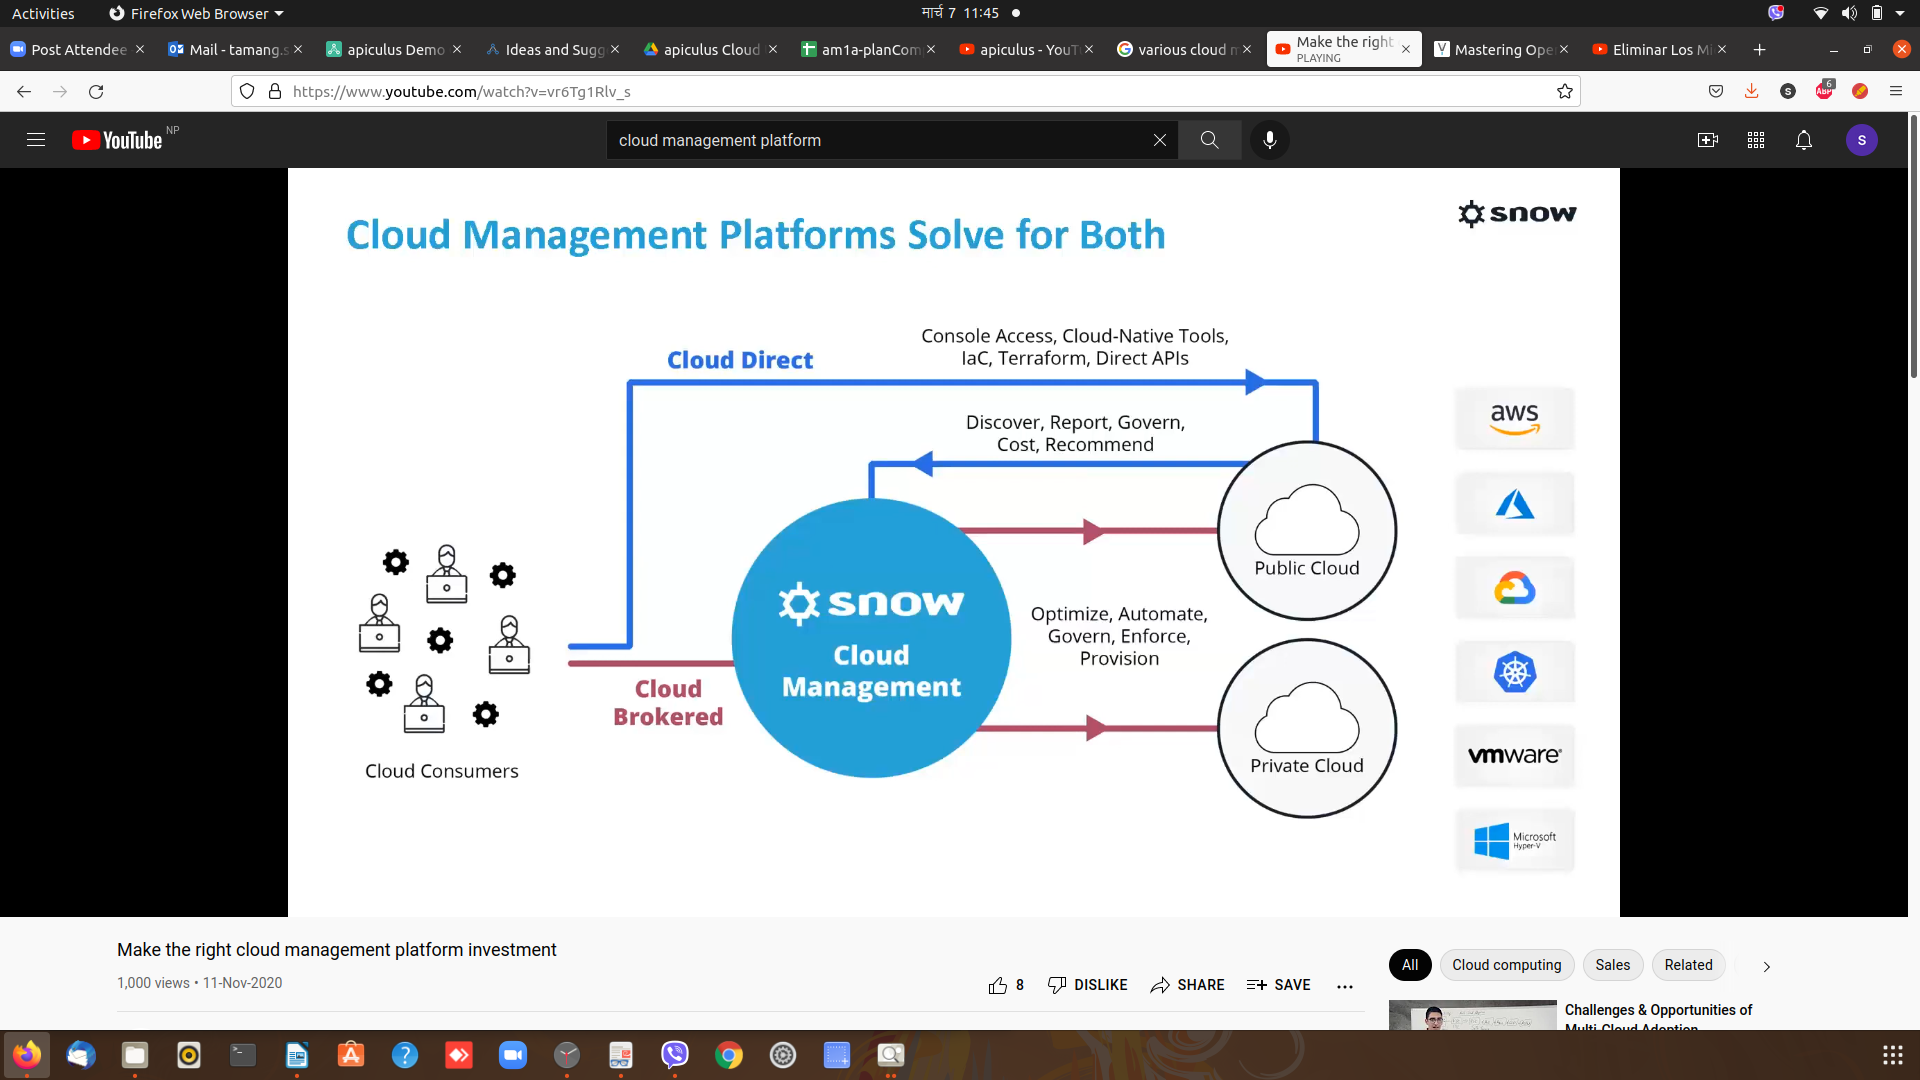 Activities
Firefox Web Browser
मार्च 7 11:45
Post Attendee
Mail - tamang.s
apiculus Demo
Ideas and Sugg
apiculus Cloud
am1a-planCom
apiculus - YouT
various cloud m
Make the right
PLAYING
Mastering Ope
Eliminar Los Mi
https://www.youtube.com/watch?v=vr6Tg1Rlv_s
S
ABP
6
YouTube
NP
cloud management platform
S
Cloud Management Platforms Solve for Both
snow
Cloud Direct
Console Access, Cloud-Native Tools,
IaC, Terraform, Direct APIs
Discover, Report, Govern,
Cost, Recommend
aws
Public Cloud
snow
Cloud
Management
Optimize, Automate,
Govern, Enforce,
Provision
Cloud
Brokered
Private Cloud
Cloud Consumers
vmware®
Microsoft
Hyper-V
Make the right cloud management platform investment
1,000 views • 11-Nov-2020
8
DISLIKE
SHARE
SAVE
All
Cloud computing
Sales
Related
Challenges & Opportunities of
Multi-Cloud Adoption